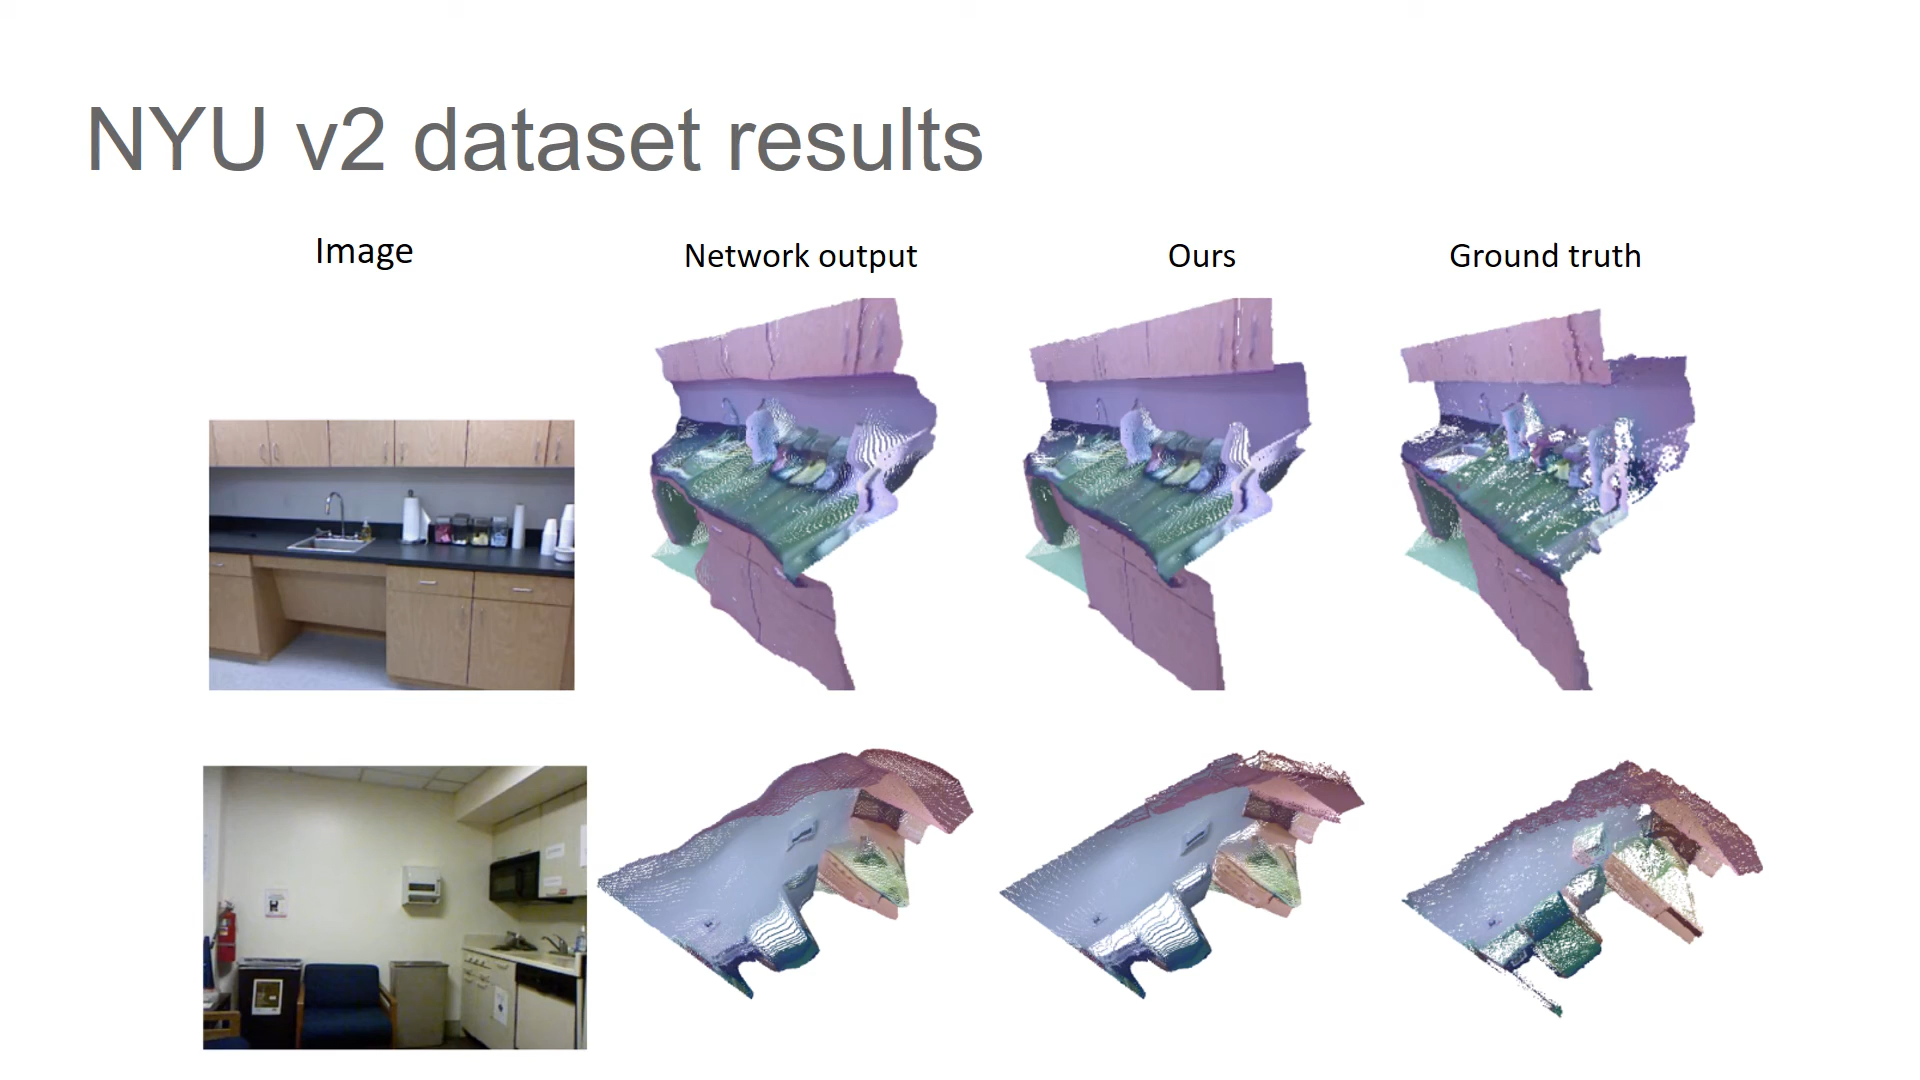 NYU v2 dataset results
Image
Network output
Ours
Ground truth